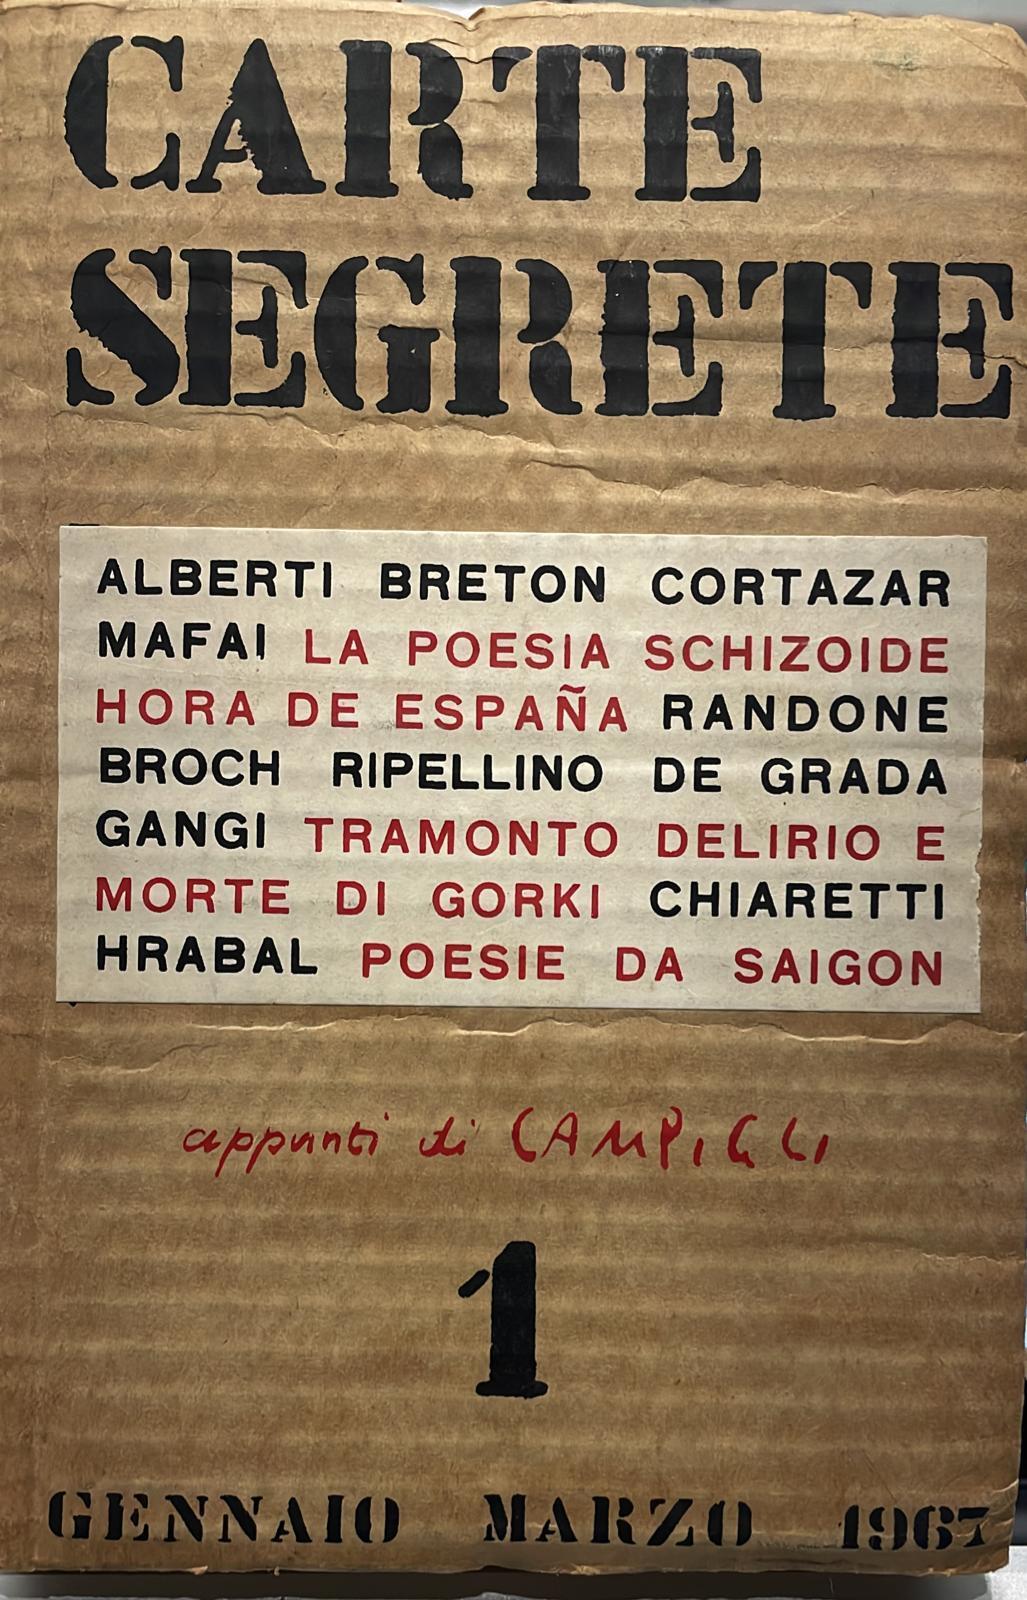 CARTE
SEGRETE
ALBERTI BRETON CORTAZAR
MAFAI LA POESIA SCHIZOIDE
HORA DE ESPAÑA RANDONE
BROCH RIPELLINO DE GRADA
GANGI TRAMONTO DELIRIO E
MORTE DI GORKI CHIARETTI
HRABAL POESIE DA SAIGON
appunti di CAMPIGLI
1
GENNAIO MARZO 1967